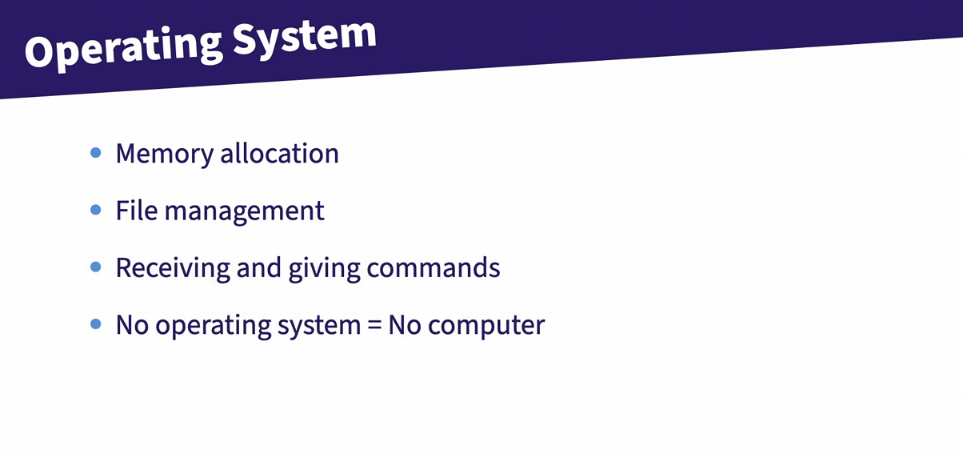 Operating System
Memory allocation
File management
Receiving and giving commands
No operating system = No computer